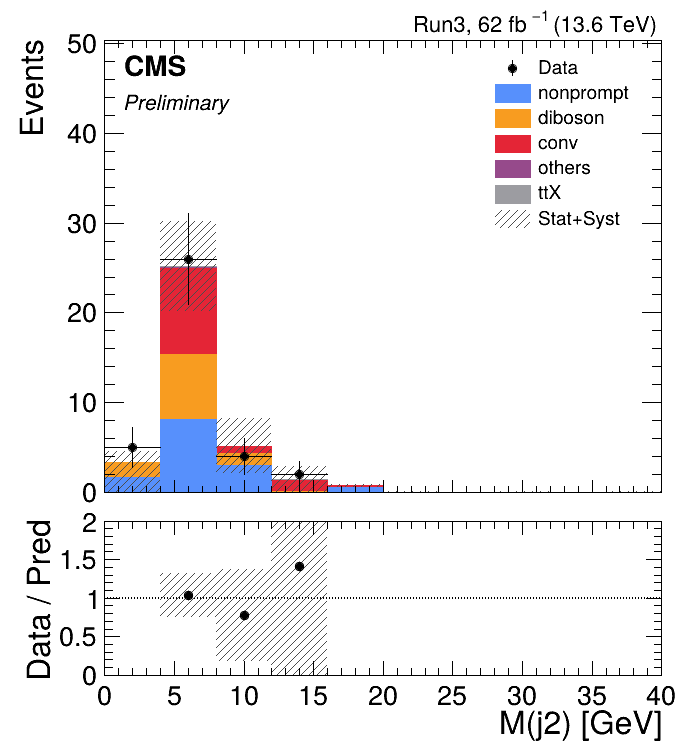 Run3, 62 fb⁻¹ (13.6 TeV)
Events
50
40
30
20
10
0
CMS
Preliminary
Data
nonprompt
diboson
conv
others
ttX
Stat+Syst
Data / Pred
2
1.5
1
0.5
0
0 5 10 15 20 25 30 35 40
M(j2) [GeV]